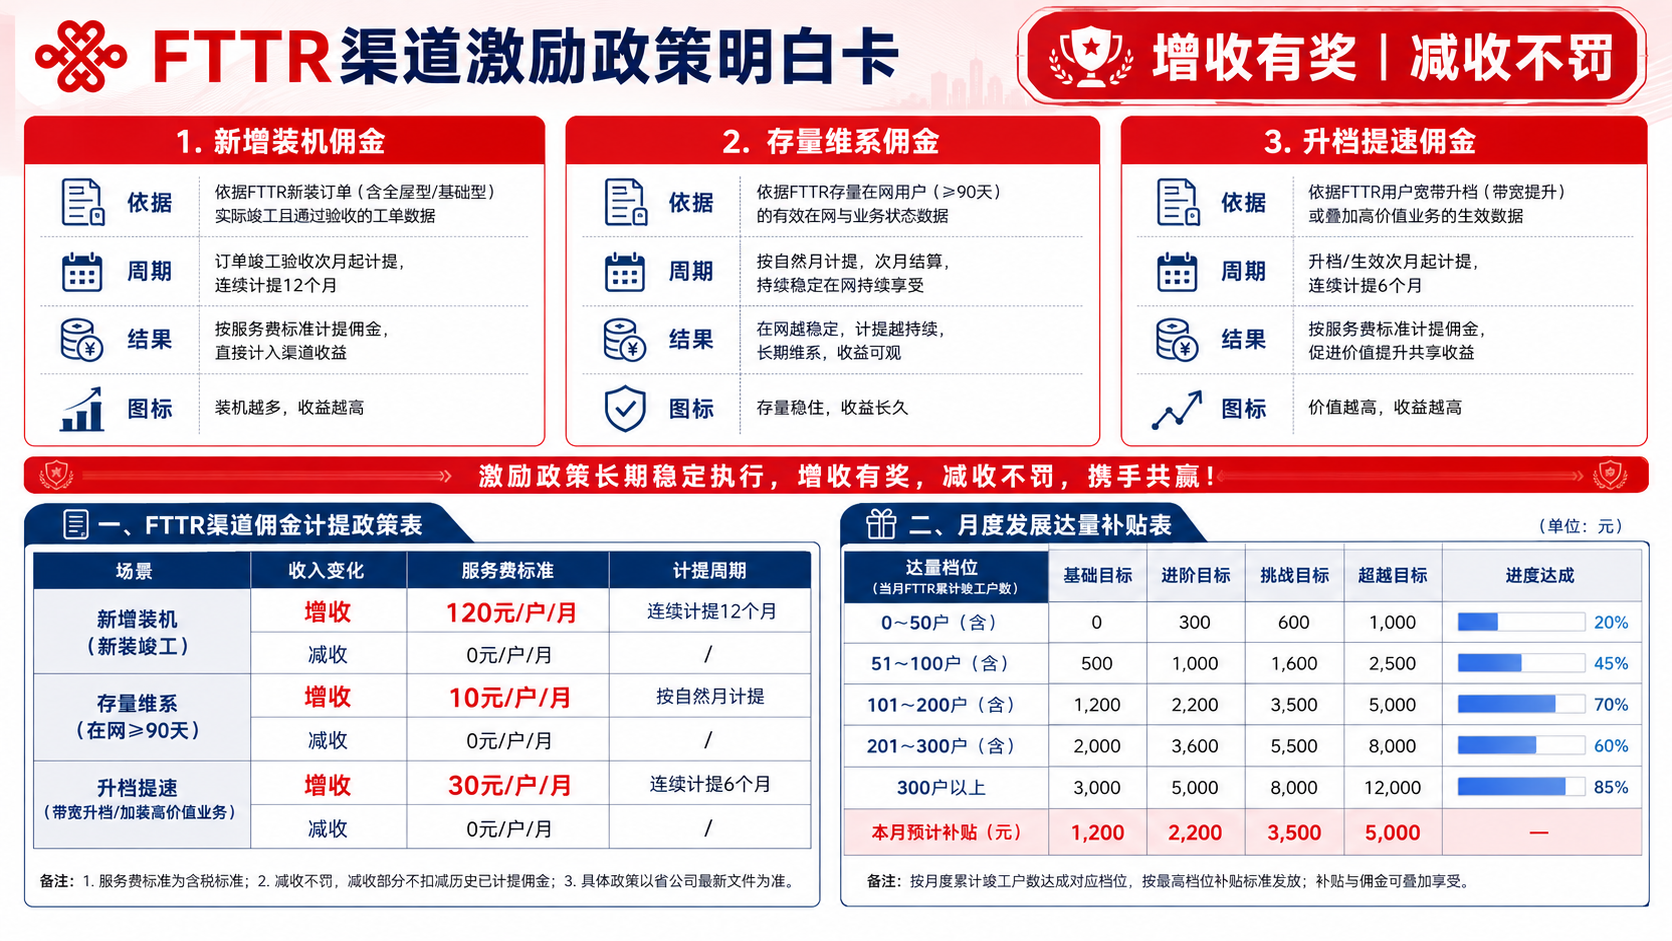 FTTR渠道激励政策明白卡
增收有奖｜减收不罚
1. 新增装机佣金
依据
依据FTTR新装订单（含全屋型/基础型）
实际竣工且通过验收的工单数据
周期
订单竣工验收次月起计提，
连续计提12个月
结果
按服务费标准计提佣金，
直接计入渠道收益
图标
装机越多，收益越高
2. 存量维系佣金
依据
依据FTTR存量在网用户（≥90天）
的有效在网与业务状态数据
周期
按自然月计提，次月结算，
持续稳定在网持续享受
结果
在网越稳定，计提越持续，
长期维系，收益可观
图标
存量稳住，收益长久
3. 升档提速佣金
依据
依据FTTR用户宽带升档（带宽提升）
或叠加高价值业务的生效数据
周期
升档/生效次月起计提，
连续计提6个月
结果
按服务费标准计提佣金，
促进价值提升共享收益
图标
价值越高，收益越高
激励政策长期稳定执行，增收有奖，减收不罚，携手共赢！
一、FTTR渠道佣金计提政策表
场景 收入变化 服务费标准 计提周期
新增装机
（新装竣工）
增收 120元/户/月 连续计提12个月
减收 0元/户/月 /
存量维系
（在网≥90天）
增收 10元/户/月 按自然月计提
减收 0元/户/月 /
升档提速
（带宽升档/加装高价值业务）
增收 30元/户/月 连续计提6个月
减收 0元/户/月 /
备注：1. 服务费标准为含税标准；2. 减收不罚，减收部分不扣减历史已计提佣金；3. 具体政策以省公司最新文件为准。
二、月度发展达量补贴表
（单位：元）
达量档位
（当月FTTR累计竣工户数）
基础目标 进阶目标 挑战目标 超越目标 进度达成
0～50户（含） 0 300 600 1,000 20%
51～100户（含） 500 1,000 1,600 2,500 45%
101～200户（含） 1,200 2,200 3,500 5,000 70%
201～300户（含） 2,000 3,600 5,500 8,000 60%
300户以上 3,000 5,000 8,000 12,000 85%
本月预计补贴（元） 1,200 2,200 3,500 5,000 —
备注：按月度累计竣工户数达成对应档位，按最高档位补贴标准发放；补贴与佣金可叠加享受。